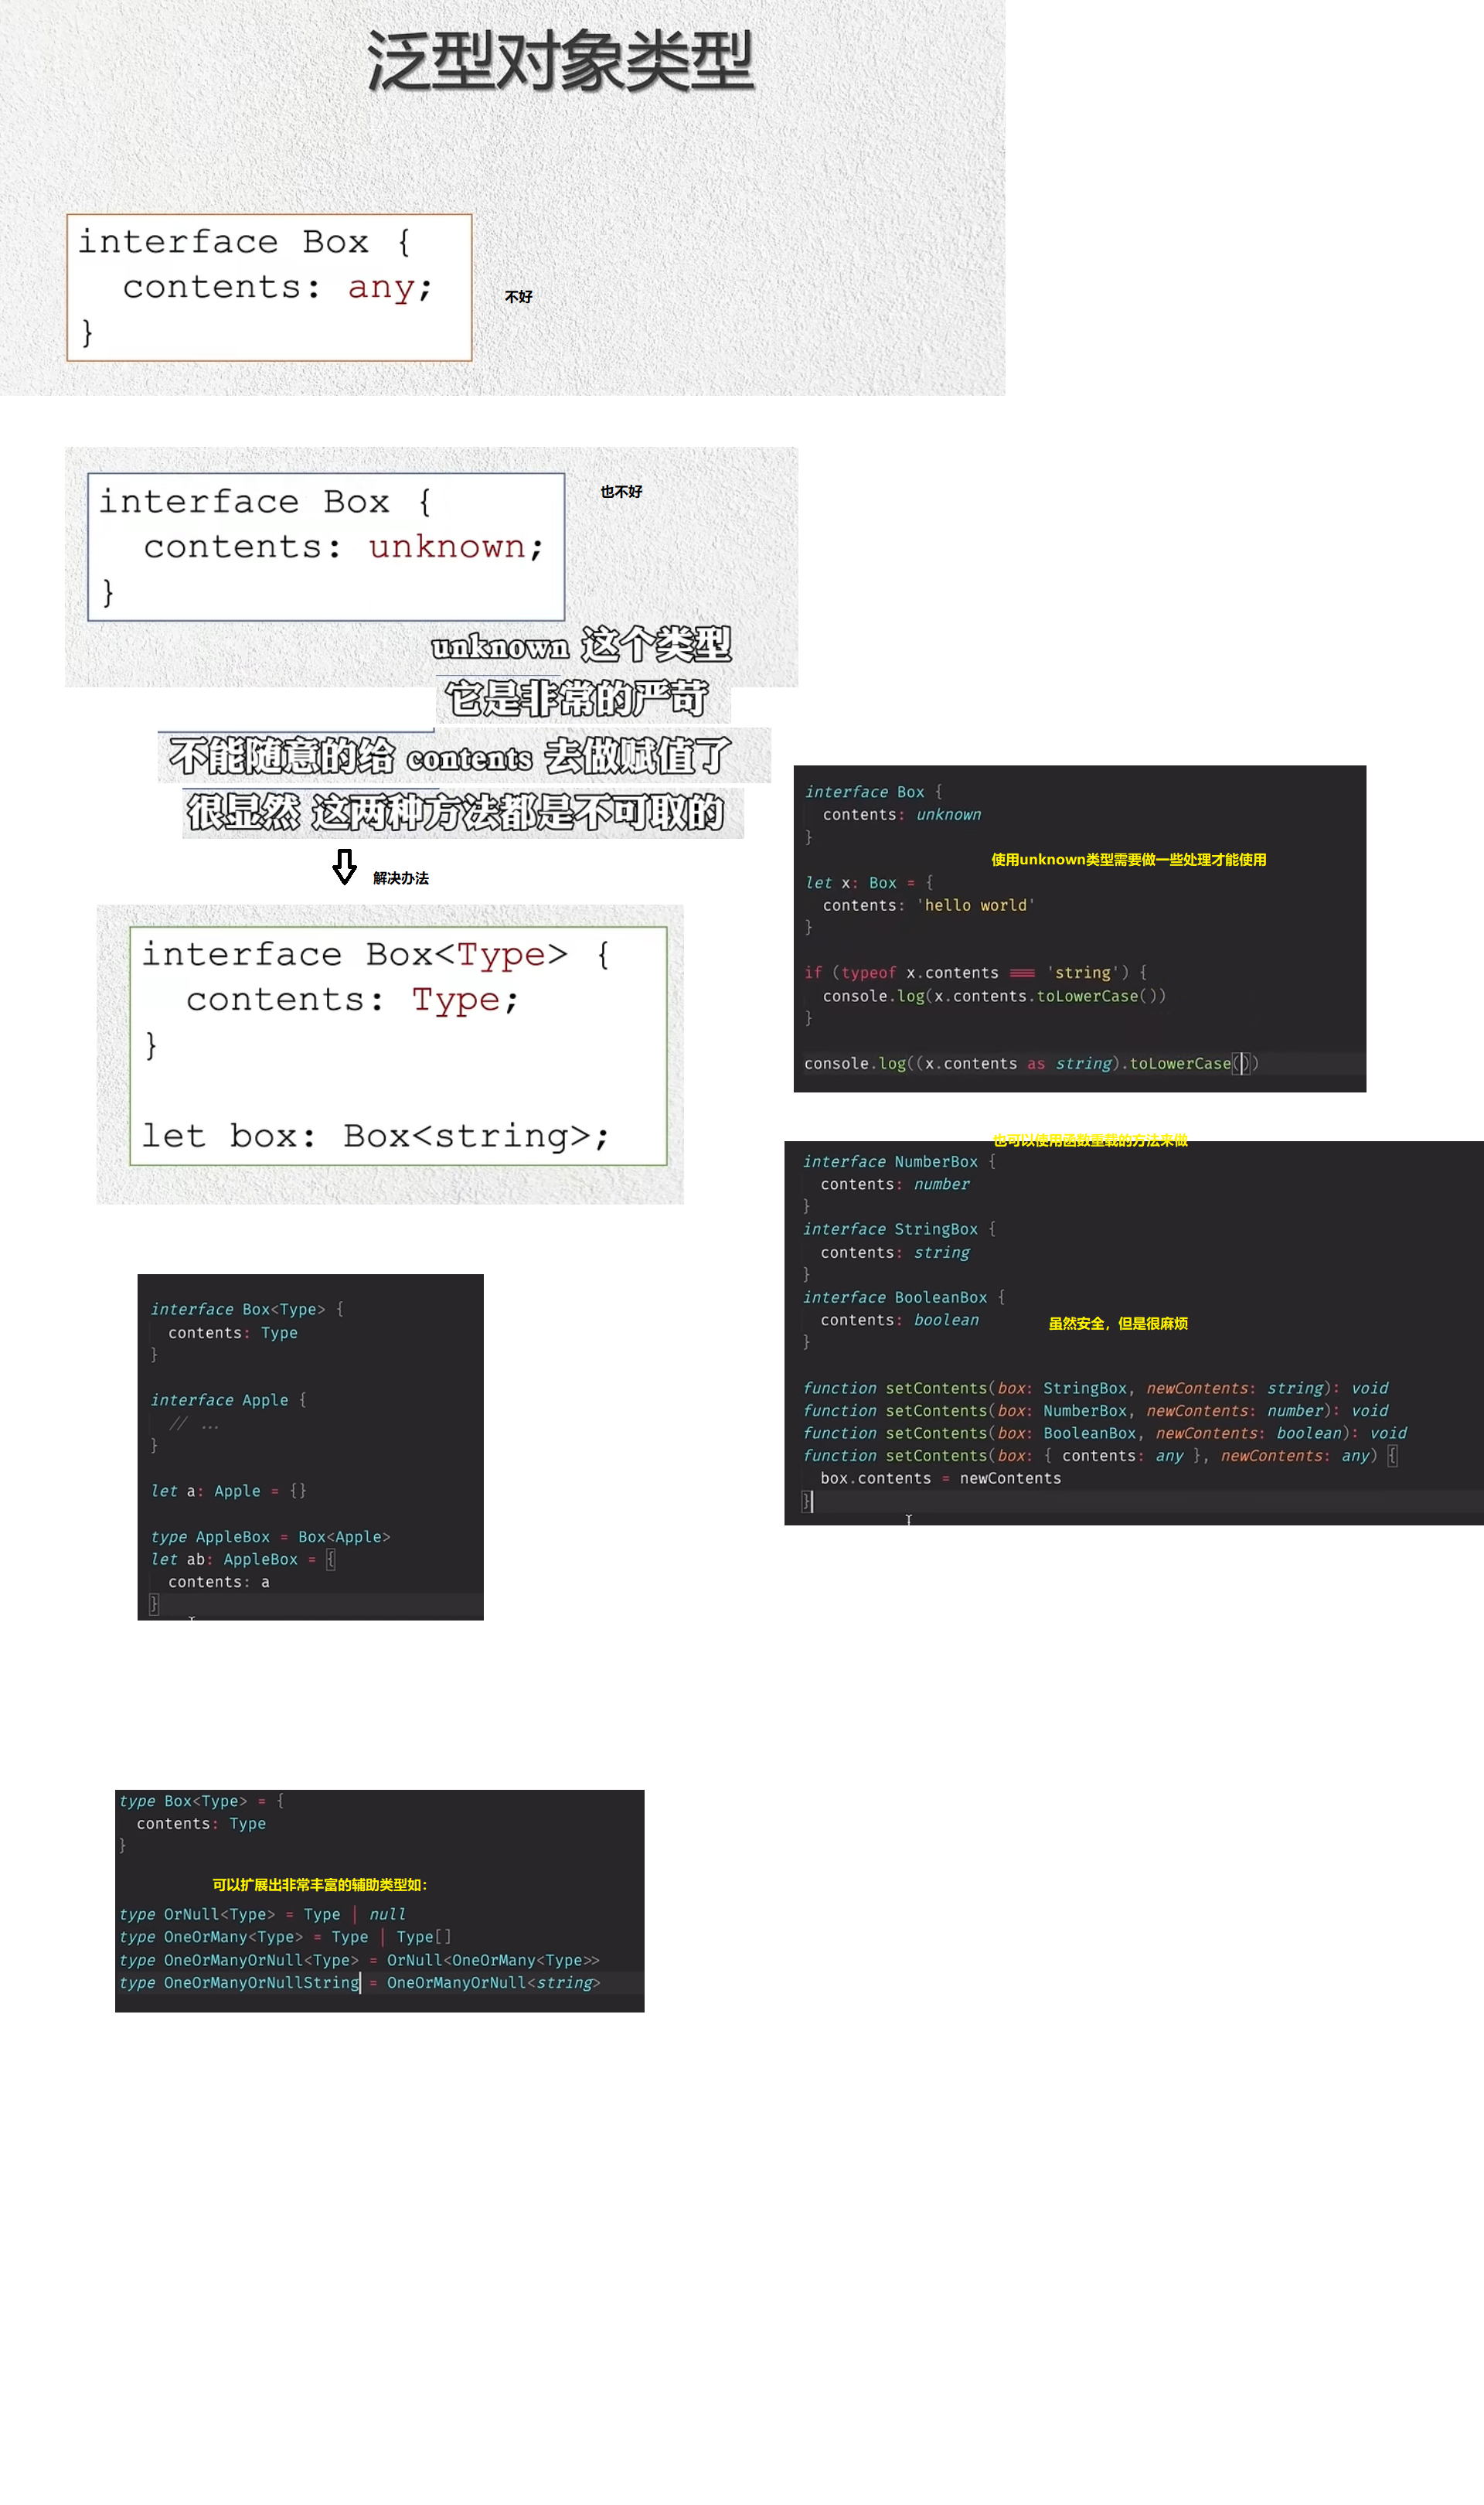 泛型对象类型
interface Box {
  contents: any;
}
不好
interface Box {
  contents: unknown;
}
也不好
unknown 这个类型
它是非常的严苛
不能随意的给 contents 去做赋值了
很显然 这两种方法都是不可取的
解决办法
interface Box<Type> {
  contents: Type;
}
let box: Box<string>;
interface Box {
  contents: unknown
}
使用unknown类型需要做一些处理才能使用
let x: Box = {
  contents: 'hello world'
}
if (typeof x.contents === 'string') {
  console.log(x.contents.toLowerCase())
}
console.log((x.contents as string).toLowerCase())
也可以使用函数重载的方法来做
interface NumberBox {
  contents: number
}
interface StringBox {
  contents: string
}
interface BooleanBox {
  contents: boolean
}
虽然安全，但是很麻烦
function setContents(box: StringBox, newContents: string): void
function setContents(box: NumberBox, newContents: number): void
function setContents(box: BooleanBox, newContents: boolean): void
function setContents(box: { contents: any }, newContents: any) {
  box.contents = newContents
}
interface Box<Type> {
  contents: Type
}
interface Apple {
  // ...
}
let a: Apple = {}
type AppleBox = Box<Apple>
let ab: AppleBox = {
  contents: a
}
type Box<Type> = {
  contents: Type
}
可以扩展出非常丰富的辅助类型如：
type OrNull<Type> = Type | null
type OneOrMany<Type> = Type | Type[]
type OneOrManyOrNull<Type> = OrNull<OneOrMany<Type>>
type OneOrManyOrNullString = OneOrManyOrNull<string>